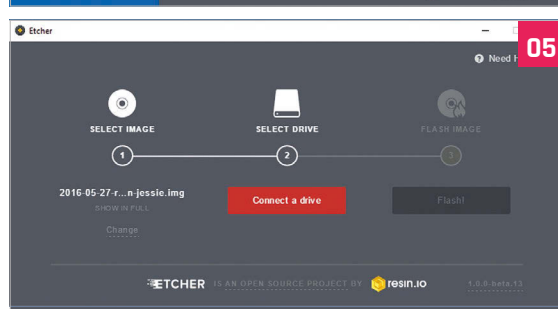 Etcher
05
Need H
SELECT IMAGE
SELECT DRIVE
FLASH IMAGE
1
2
3
2016-05-27-r...n-jessie.img
Connect a drive
Flash!
SHOW IN FULL
Change
ETCHER IS AN OPEN SOURCE PROJECT BY resin.io 1.0.0-beta.13